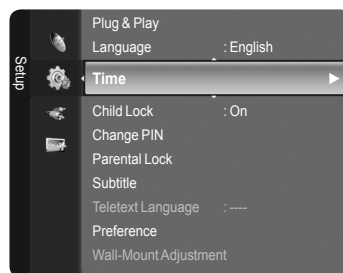 Setup
Plug & Play
Language : English
Time
Child Lock : On
Change PIN
Parental Lock
Subtitle
Teletext Language : ----
Preference
Wall-Mount Adjustment